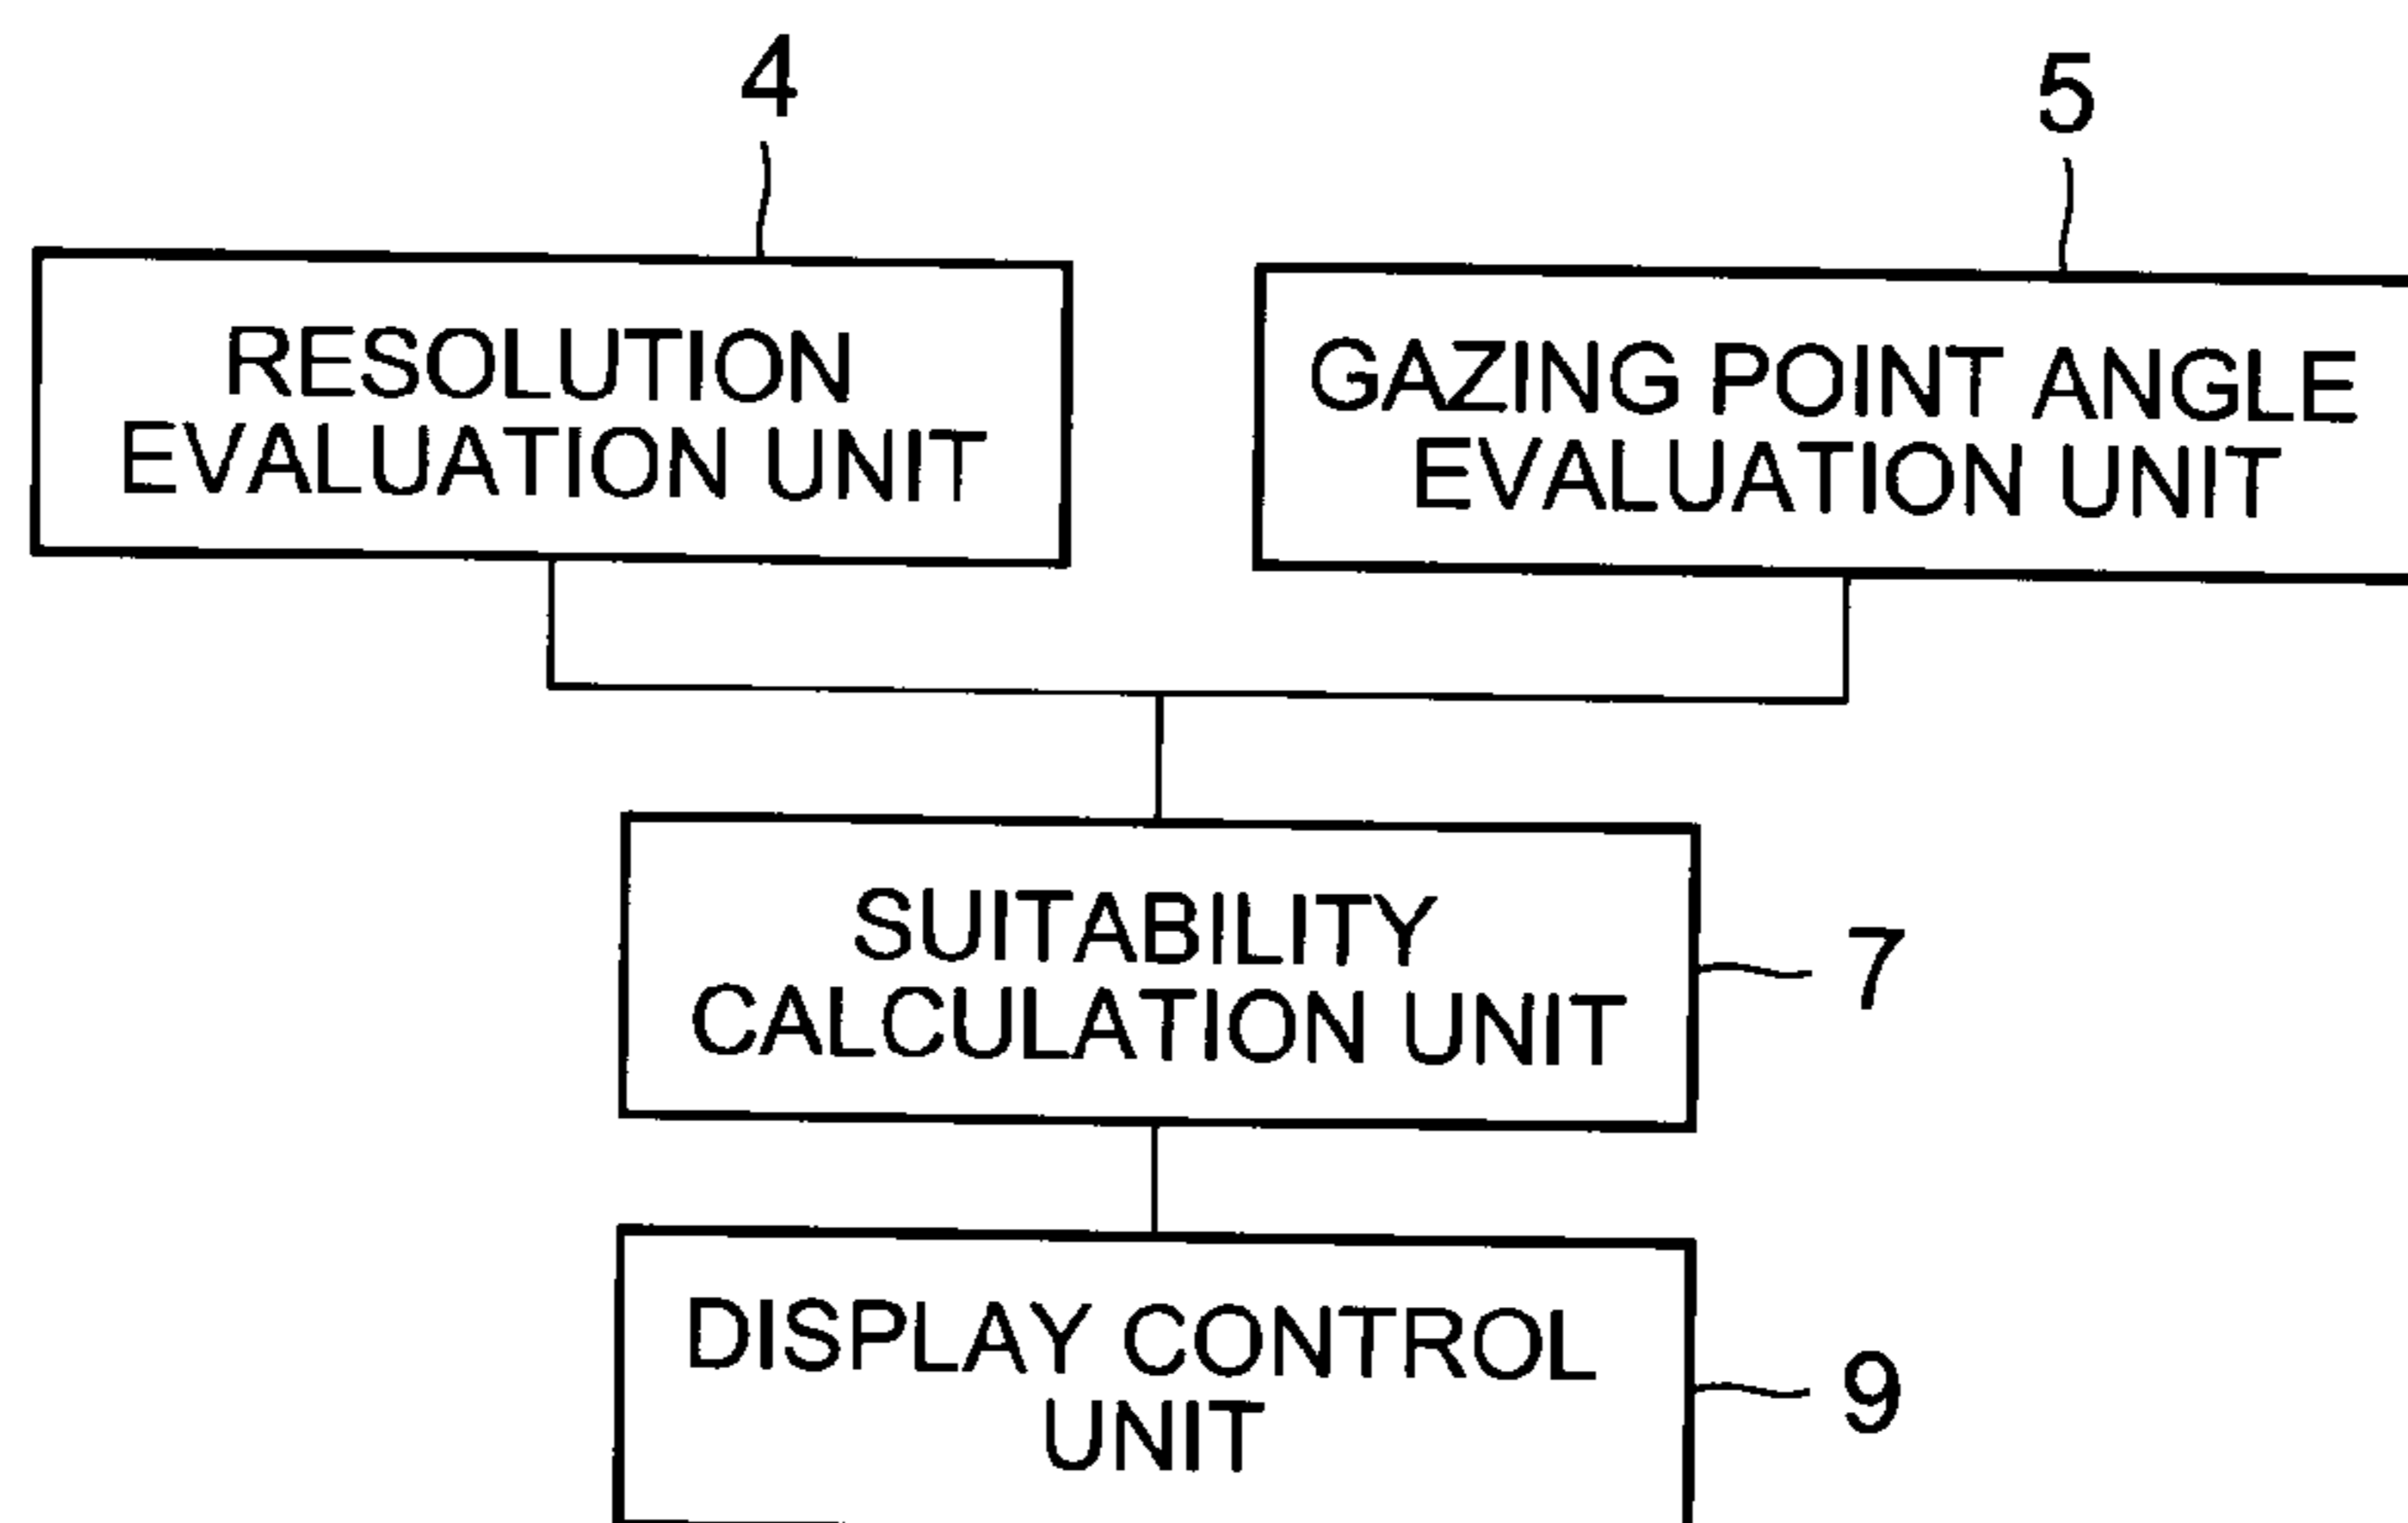 4
5
RESOLUTION
EVALUATION UNIT
GAZING POINT ANGLE
EVALUATION UNIT
SUITABILITY
CALCULATION UNIT
7
DISPLAY CONTROL
UNIT
9